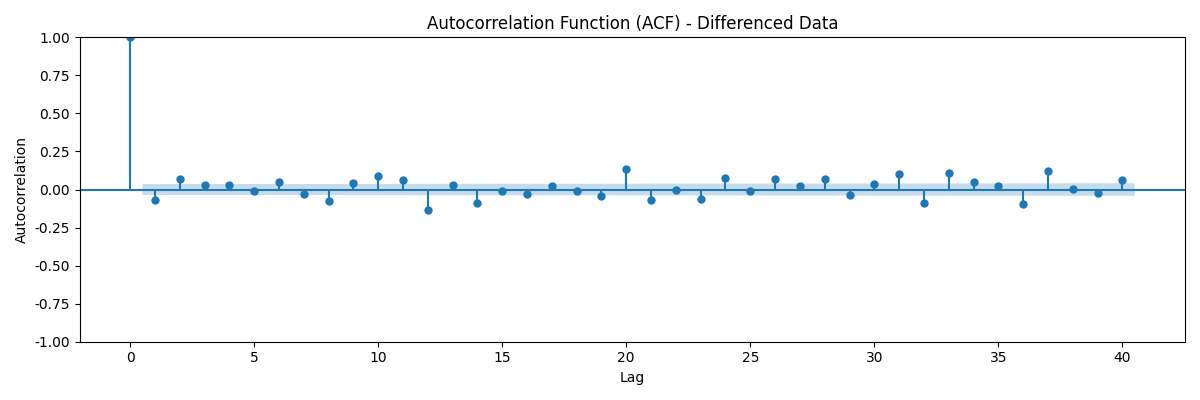 Autocorrelation Function (ACF) - Differenced Data
1.00
0.75
0.50
0.25
0.00
-0.25
-0.50
-0.75
-1.00
Autocorrelation
0 5 10 15 20 25 30 35 40
Lag